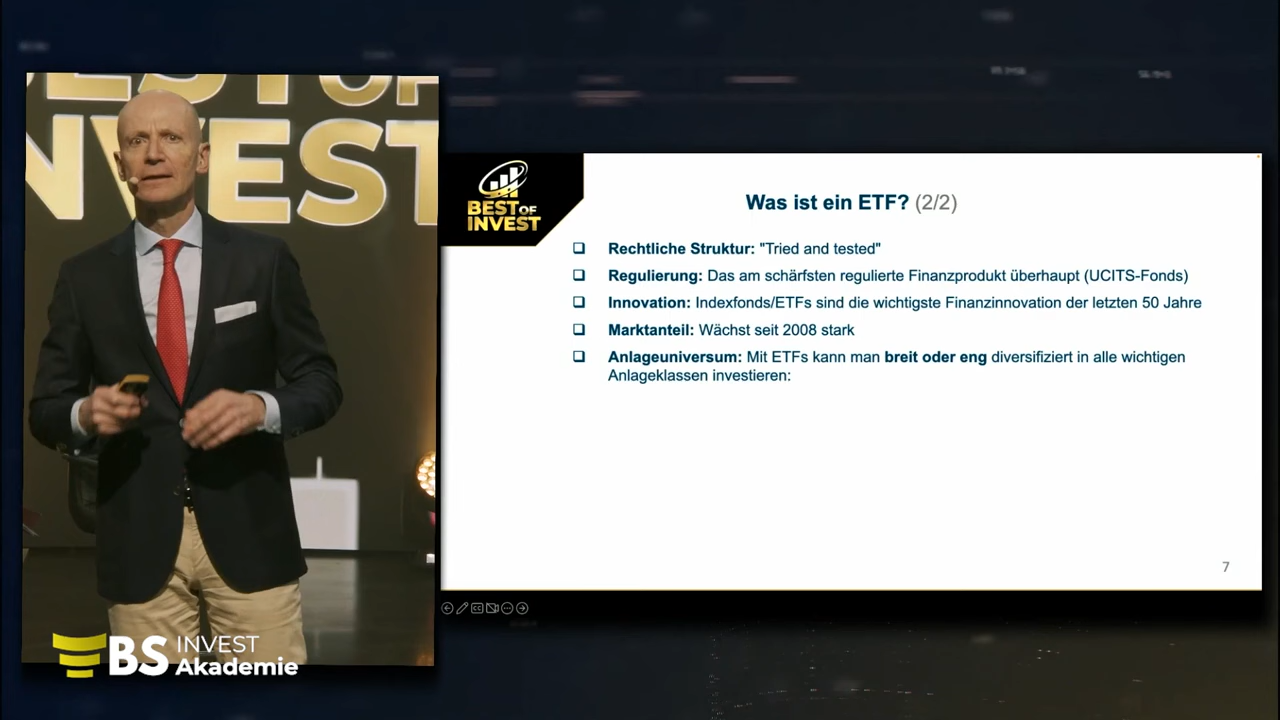 BEST OF
INVEST
BEST OF
INVEST
Was ist ein ETF? (2/2)
Rechtliche Struktur: "Tried and tested"
Regulierung: Das am schärfsten regulierte Finanzprodukt überhaupt (UCITS-Fonds)
Innovation: Indexfonds/ETFs sind die wichtigste Finanzinnovation der letzten 50 Jahre
Marktanteil: Wächst seit 2008 stark
Anlageuniversum: Mit ETFs kann man breit oder eng diversifiziert in alle wichtigen
Anlageklassen investieren:
7
BS INVEST
Akademie